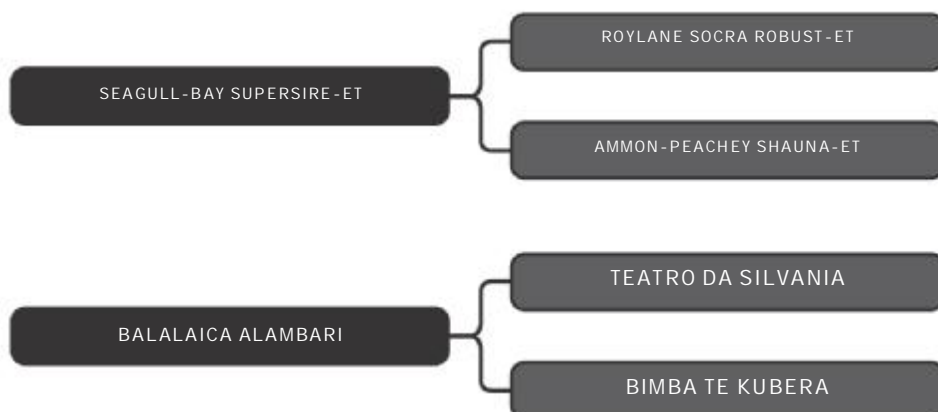 ROYLANE SOCRA ROBUST-ET
SEAGULL-BAY SUPERSIRE-ET
AMMON-PEACHEY SHAUNA-ET
TEATRO DA SILVANIA
BALALAICA ALAMBARI
BIMBA TE KUBERA